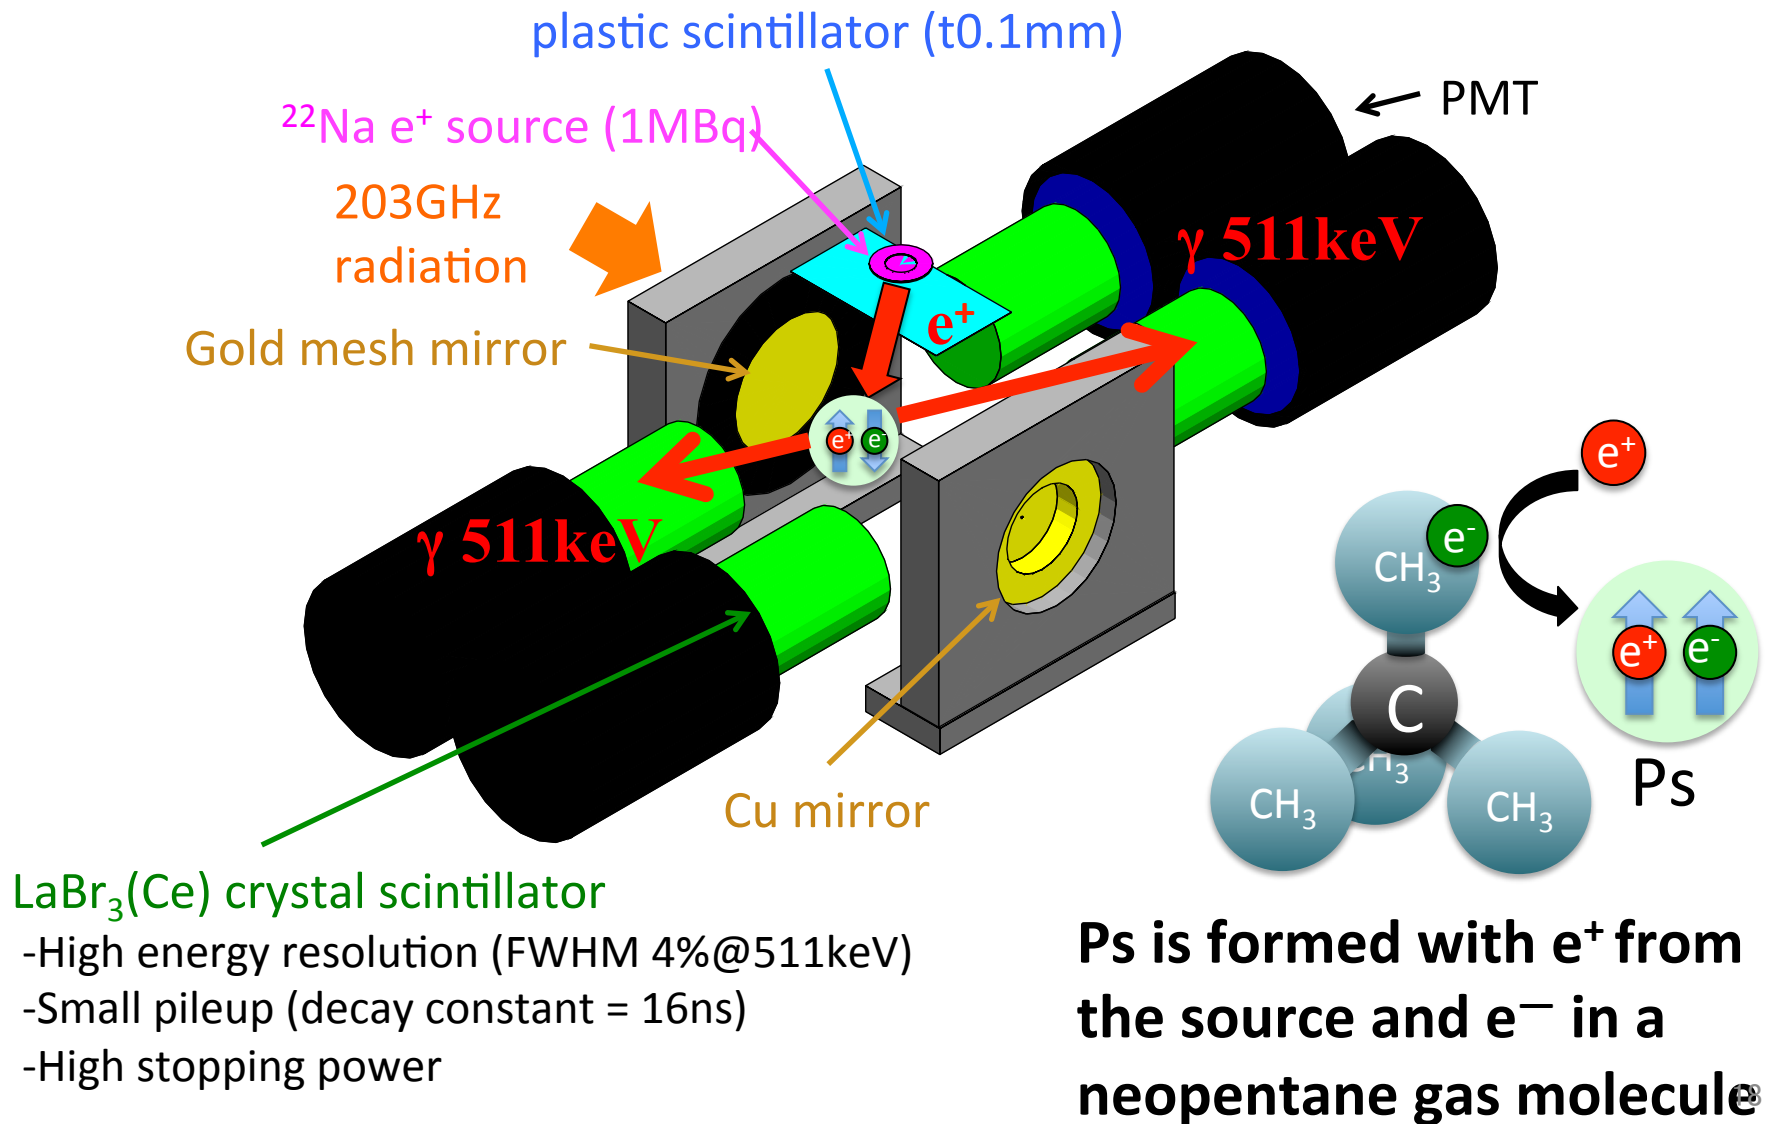 plastic scintillator (t0.1mm)
PMT
²²Na e⁺ source (1MBq)
203GHz
radiation
γ 511keV
e⁺
Gold mesh mirror
e⁺ e⁻
γ 511keV
e⁺
e⁻
CH₃
e⁺ e⁻
C
Ps
CH₃
CH₃
CH₃
Cu mirror
LaBr₃(Ce) crystal scintillator
-High energy resolution (FWHM 4%@511keV)
-Small pileup (decay constant = 16ns)
-High stopping power
Ps is formed with e⁺ from
the source and e⁻ in a
neopentane gas molecule
18